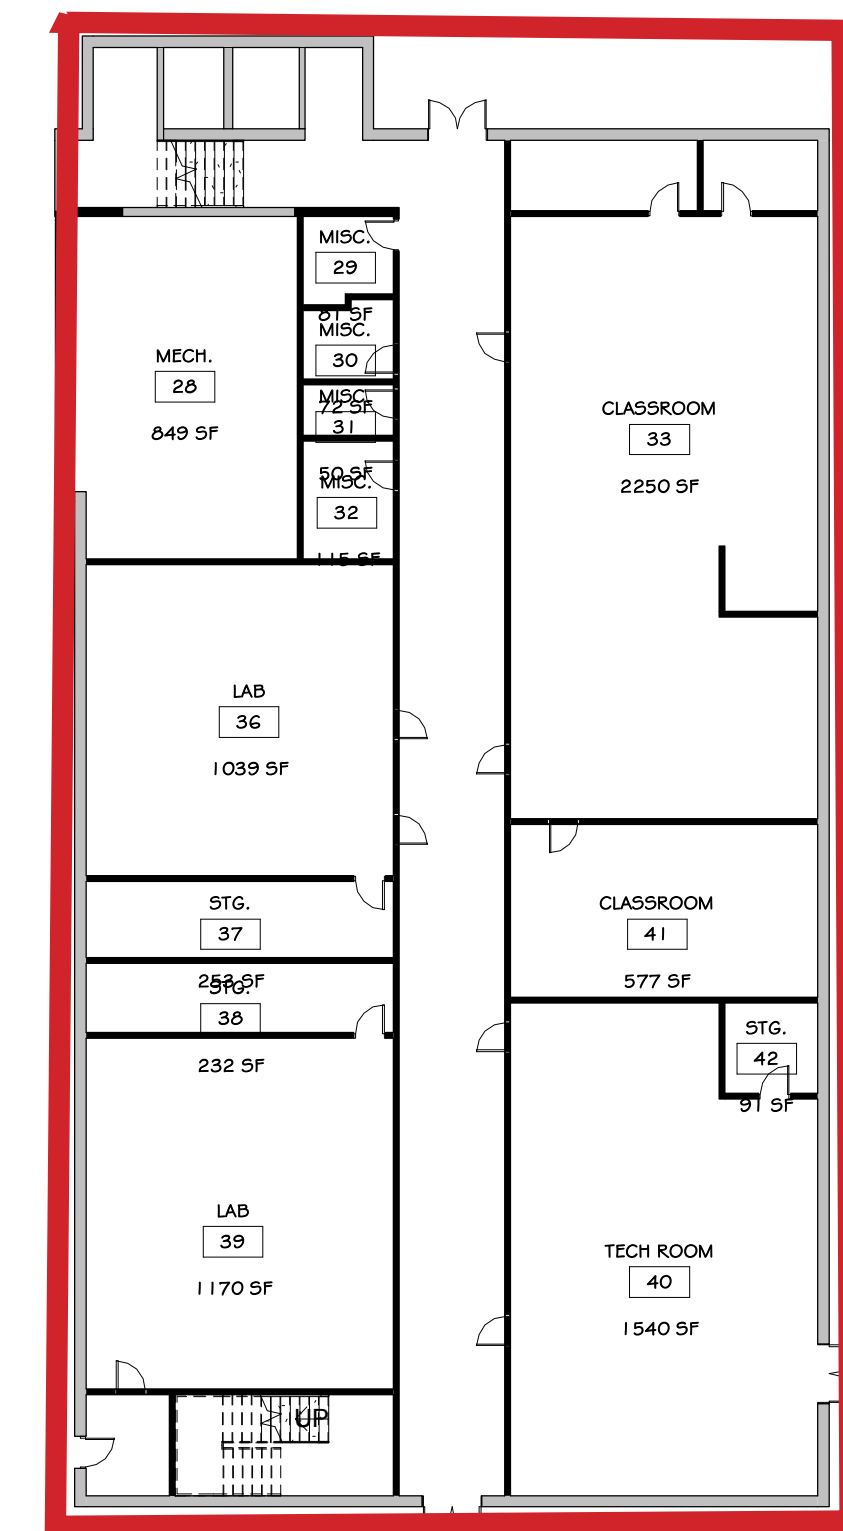 MISC.
29
81 SF
MISC.
30
72 SF
MISC.
31
50 SF
MISC.
32
115 SF
MECH.
28
849 SF
CLASSROOM
33
2250 SF
LAB
36
1039 SF
STG.
37
253 SF
STG.
38
232 SF
CLASSROOM
41
577 SF
STG.
42
91 SF
LAB
39
1170 SF
TECH ROOM
40
1540 SF
UP